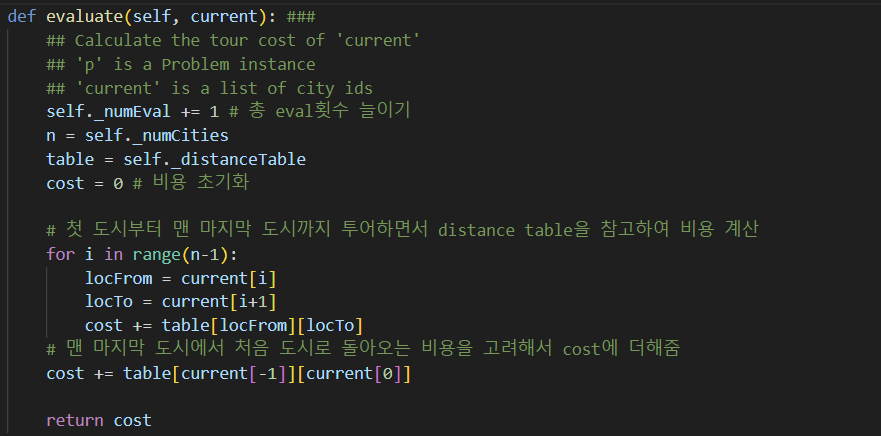 def evaluate(self, current): ###
    ## Calculate the tour cost of 'current'
    ## 'p' is a Problem instance
    ## 'current' is a list of city ids
    self._numEval += 1 # 총 eval횟수 늘이기
    n = self._numCities
    table = self._distanceTable
    cost = 0 # 비용 초기화

    # 첫 도시부터 맨 마지막 도시까지 투어하면서 distance table을 참고하여 비용 계산
    for i in range(n-1):
        locFrom = current[i]
        locTo = current[i+1]
        cost += table[locFrom][locTo]
    # 맨 마지막 도시에서 처음 도시로 돌아오는 비용을 고려해서 cost에 더해줌
    cost += table[current[-1]][current[0]]

    return cost